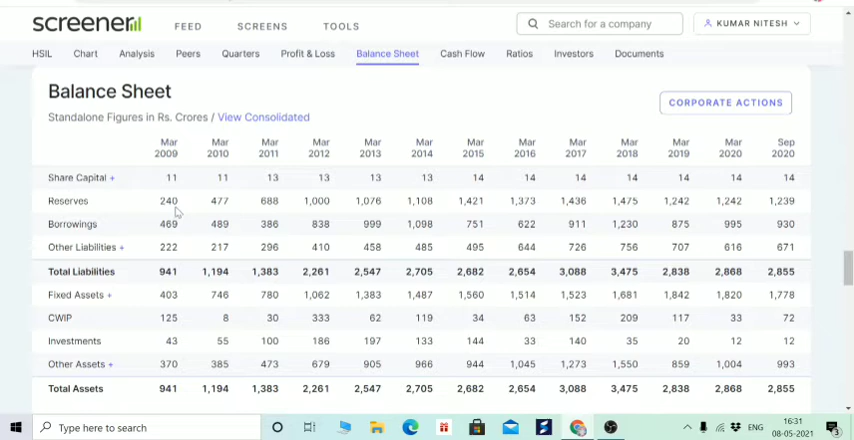 screener
FEED SCREENS TOOLS
Search for a company
KUMAR NITESH
HSIL Chart Analysis Peers Quarters Profit & Loss Balance Sheet Cash Flow Ratios Investors Documents
Balance Sheet
CORPORATE ACTIONS
Standalone Figures in Rs. Crores / View Consolidated
Mar 2009 Mar 2010 Mar 2011 Mar 2012 Mar 2013 Mar 2014 Mar 2015 Mar 2016 Mar 2017 Mar 2018 Mar 2019 Mar 2020 Sep 2020
Share Capital + 11 11 13 13 13 13 14 14 14 14 14 14 14
Reserves 240 477 688 1,000 1,076 1,108 1,421 1,373 1,436 1,475 1,242 1,242 1,239
Borrowings 469 489 386 838 999 1,098 751 622 911 1,230 875 995 930
Other Liabilities + 222 217 296 410 458 485 495 644 726 756 707 616 671
Total Liabilities 941 1,194 1,383 2,261 2,547 2,705 2,682 2,654 3,088 3,475 2,838 2,868 2,855
Fixed Assets + 403 746 780 1,062 1,383 1,487 1,560 1,514 1,523 1,681 1,842 1,820 1,778
CWIP 125 8 30 333 62 119 34 63 152 209 117 33 72
Investments 43 55 100 186 197 133 144 33 140 35 20 12 12
Other Assets + 370 385 473 679 905 966 944 1,045 1,273 1,550 859 1,004 993
Total Assets 941 1,194 1,383 2,261 2,547 2,705 2,682 2,654 3,088 3,475 2,838 2,868 2,855
Type here to search
ENG
16:31
08-05-2021
3